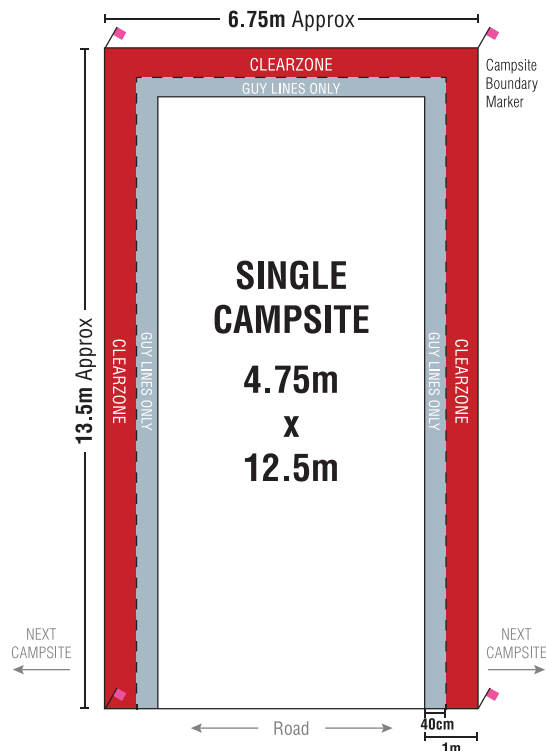 6.75m Approx
CLEARZONE
GUY LINES ONLY
Campsite
Boundary
Marker
SINGLE
CAMPSITE
4.75m
x
12.5m
13.5m Approx
CLEARZONE
GUY LINES ONLY
GUY LINES ONLY
CLEARZONE
NEXT
CAMPSITE
NEXT
CAMPSITE
Road
40cm
1m